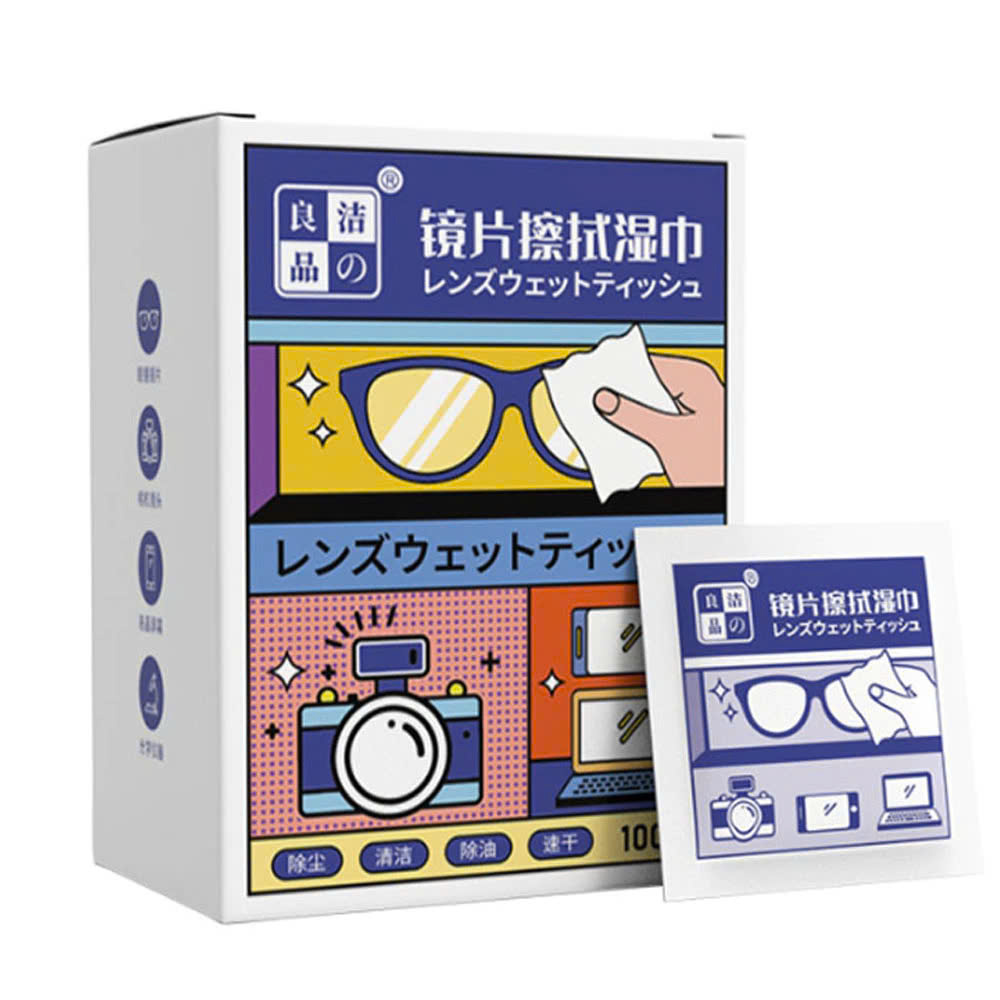 良洁
品の
®
镜片擦拭湿巾
レンズウェットティッシュ
レンズウェットティッ
除尘 清洁 除油 速干 100
良洁
品の
®
镜片擦拭湿巾
レンズウェットティッシュ